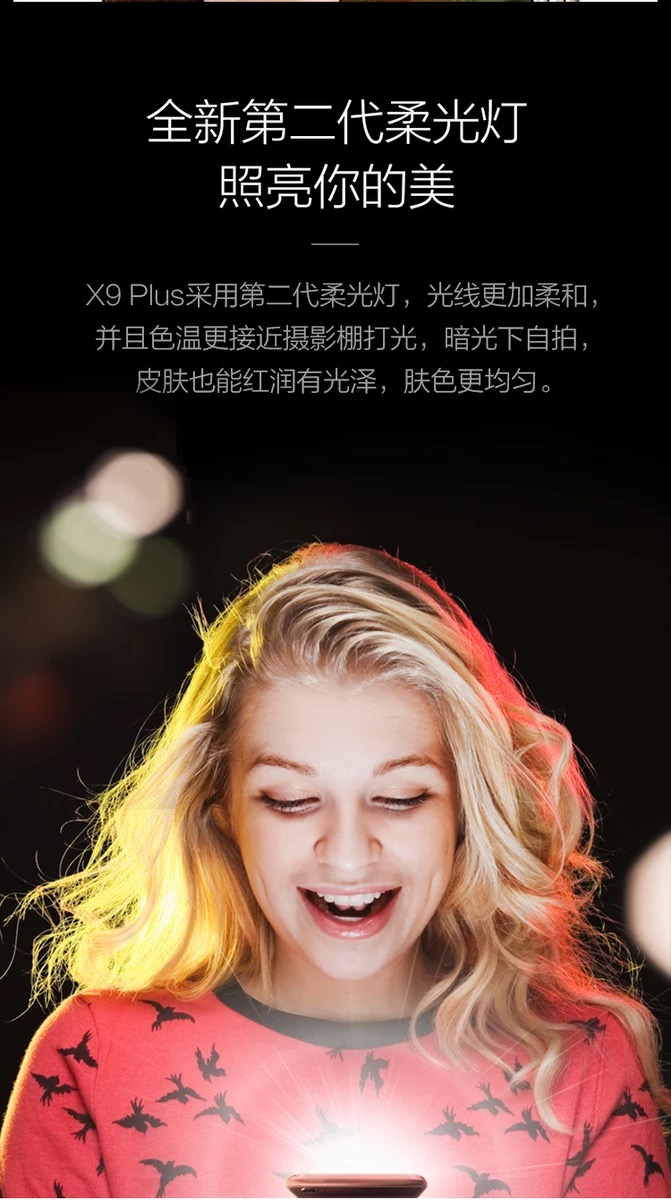 全新第二代柔光灯
照亮你的美
X9 Plus采用第二代柔光灯，光线更加柔和，
并且色温更接近摄影棚打光，暗光下自拍，
皮肤也能红润有光泽，肤色更均匀。